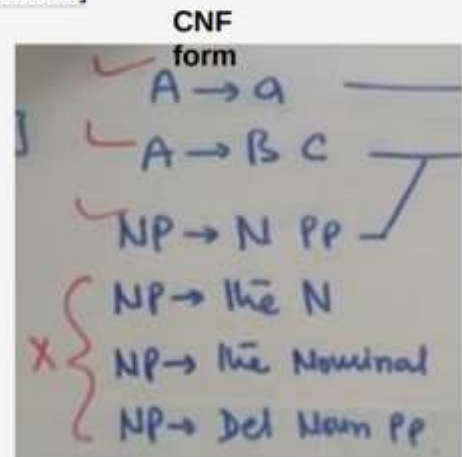 CNF
form
A → a
A → B C
NP → N PP
NP → the N
NP → the Nominal
NP → Det Nom PP